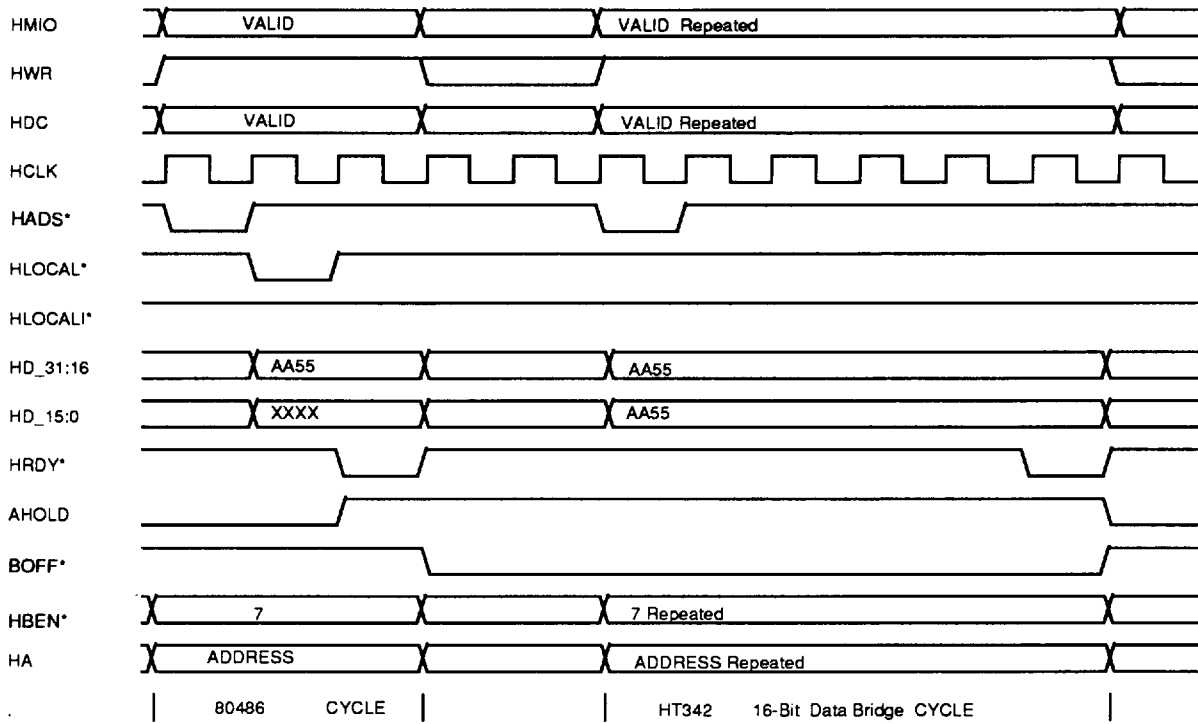 HMIO VALID VALID Repeated
HWR
HDC VALID VALID Repeated
HCLK
HADS*
HLOCAL*
HLOCALI*
HD_31:16 AA55 AA55
HD_15:0 XXXX AA55
HRDY*
AHOLD
BOFF*
HBEN* 7 7 Repeated
HA ADDRESS ADDRESS Repeated
80486 CYCLE HT342 16-Bit Data Bridge CYCLE